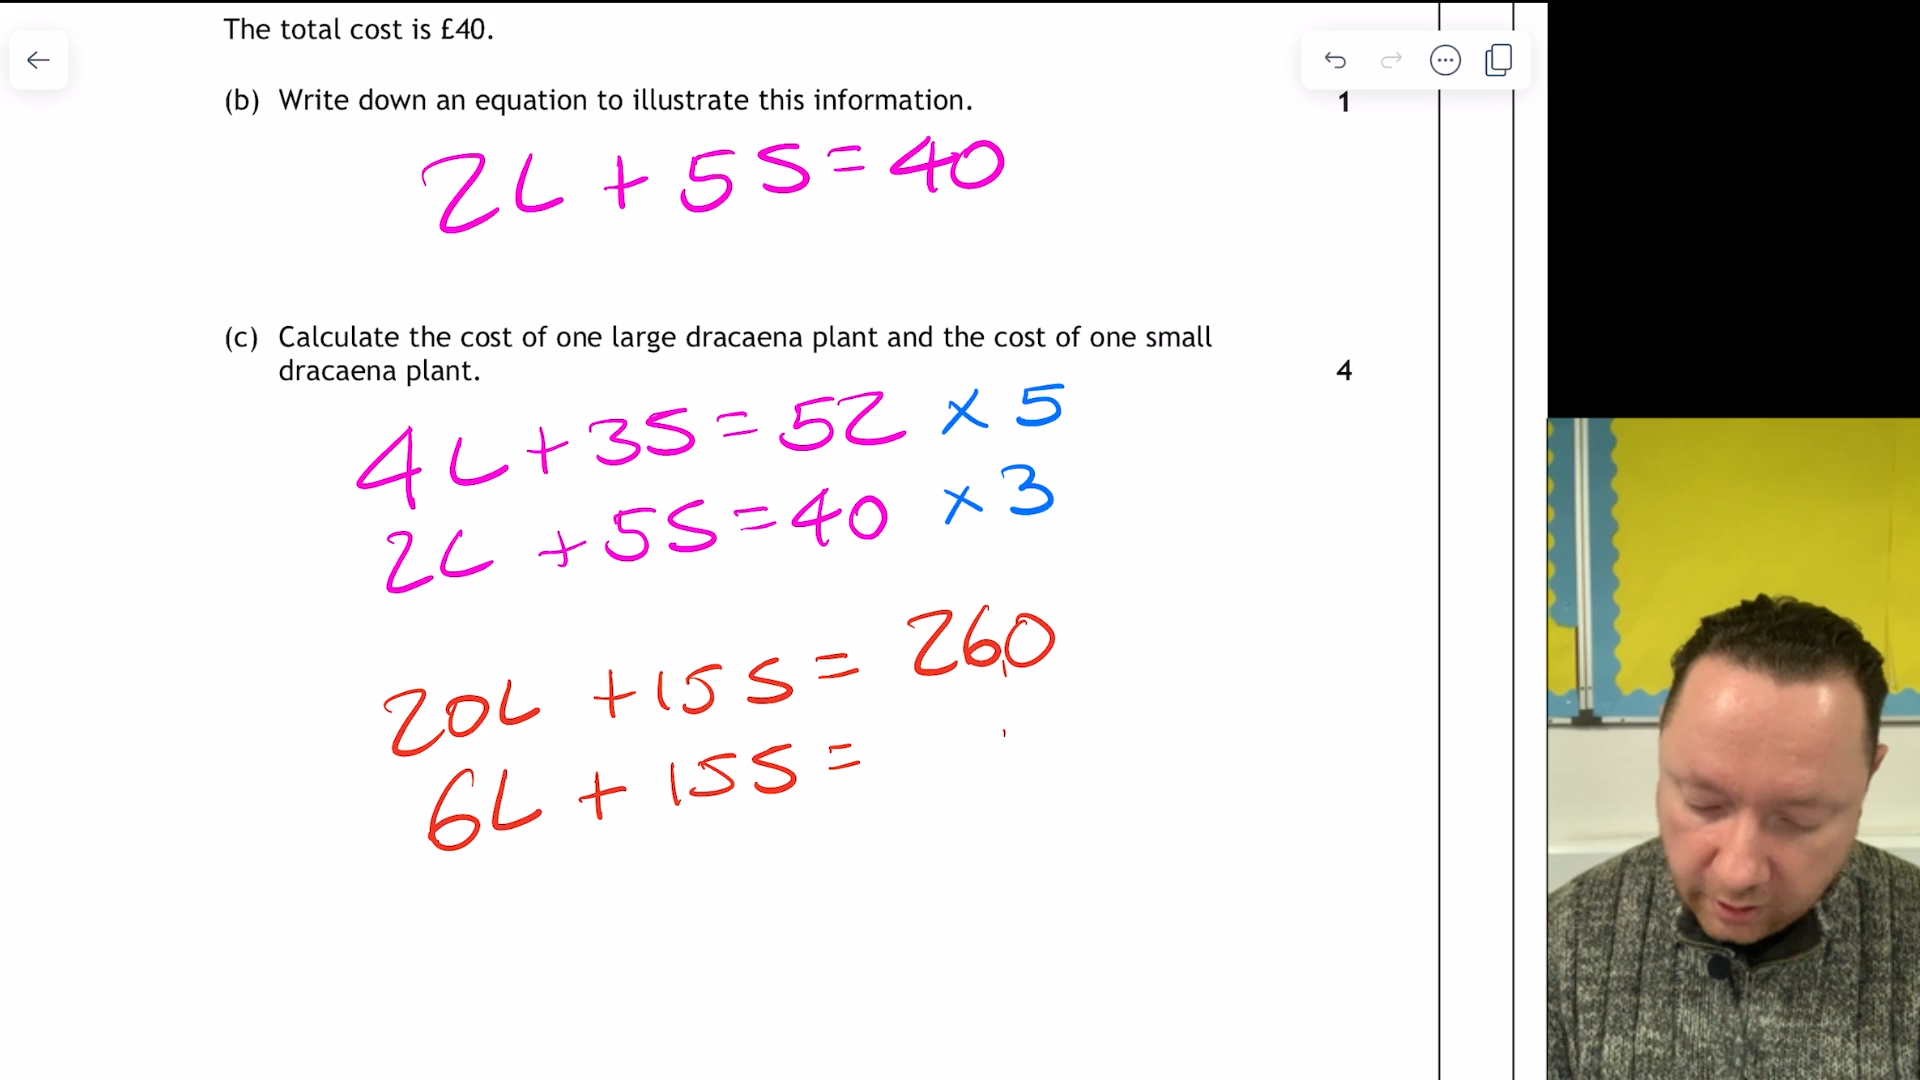 The total cost is £40.
(b) Write down an equation to illustrate this information.
1
2L + 5S = 40
(c) Calculate the cost of one large dracaena plant and the cost of one small
dracaena plant.
4
4L + 3S = 52 × 5
2L + 5S = 40 × 3
20L + 15S = 260
6L + 15S =